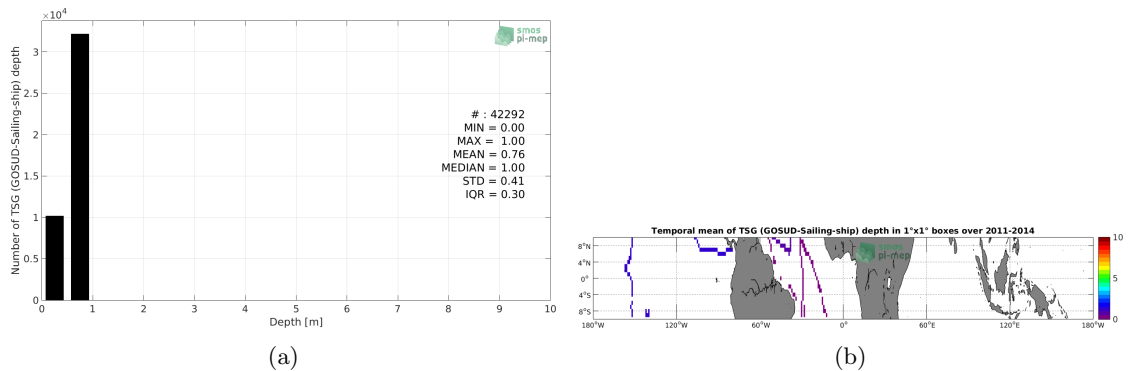 ×10⁴
3
2.5
2
1.5
1
0.5
0
Number of TSG (GOSUD-Sailing-ship) depth
smos
pi-mep
# : 42292
MIN = 0.00
MAX = 1.00
MEAN = 0.76
MEDIAN = 1.00
STD = 0.41
IQR = 0.30
0 1 2 3 4 5 6 7 8 9 10
Depth [m]
(a)
Temporal mean of TSG (GOSUD-Sailing-ship) depth in 1°x1° boxes over 2011-2014
8°N
4°N
0°
4°S
8°S
smos
pi-mep
10
5
0
180°W 120°W 60°W 0° 60°E 120°E 180°W
(b)